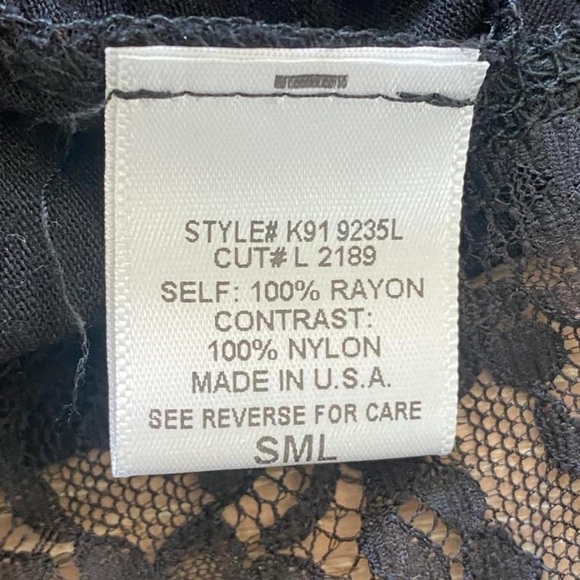 STYLE# K91 9235L
CUT# L 2189
SELF: 100% RAYON
CONTRAST:
100% NYLON
MADE IN U.S.A.
SEE REVERSE FOR CARE
SML